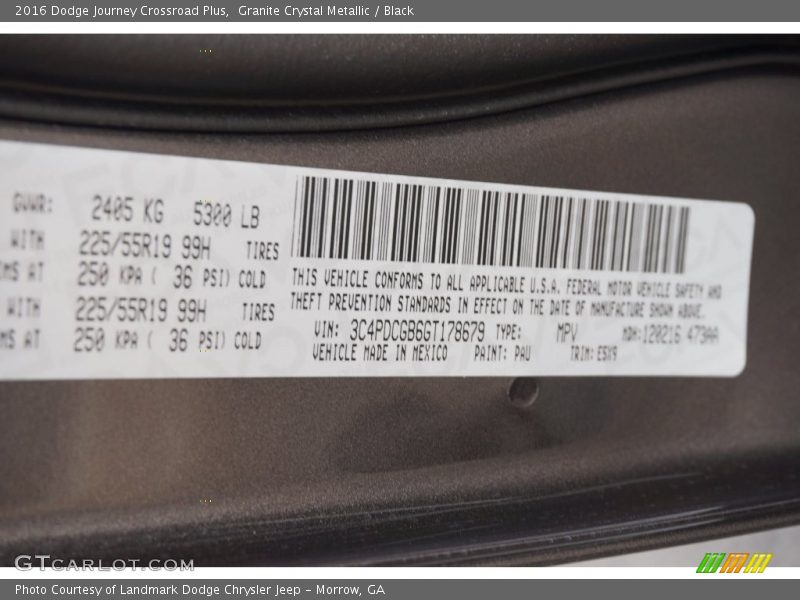 2016 Dodge Journey Crossroad Plus,  Granite Crystal Metallic / Black
GVWR: 2405 KG 5300 LB
WITH 225/55R19 99H TIRES
MS AT 250 KPA ( 36 PSI) COLD
WITH 225/55R19 99H TIRES
MS AT 250 KPA ( 36 PSI) COLD
THIS VEHICLE CONFORMS TO ALL APPLICABLE U.S.A. FEDERAL MOTOR VEHICLE SAFETY AND
THEFT PREVENTION STANDARDS IN EFFECT ON THE DATE OF MANUFACTURE SHOWN ABOVE.
VIN: 3C4PDCGB6GT178679 TYPE: MPV MDH:120216 473AA
VEHICLE MADE IN MEXICO PAINT: PAU TRIM:E5X9
GTCARLOT.COM
Photo Courtesy of Landmark Dodge Chrysler Jeep – Morrow, GA